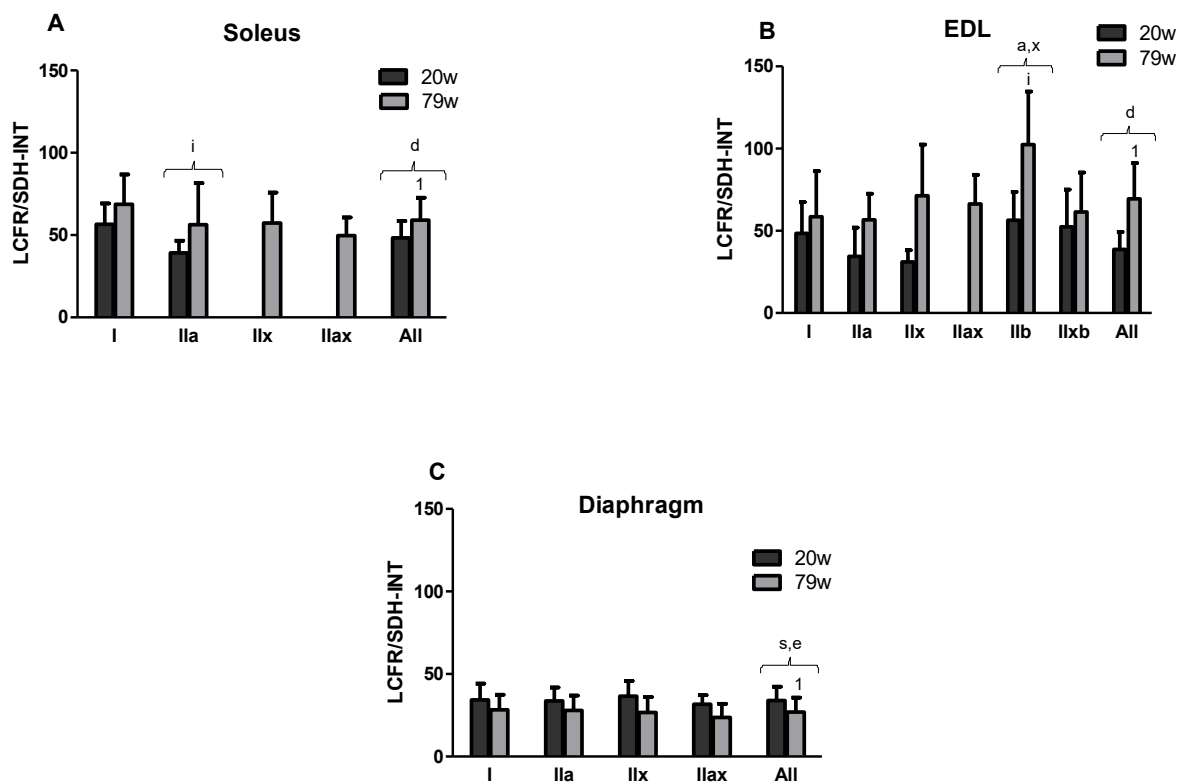 A
Soleus
20w
79w
LCFR/SDH-INT
150
100
50
0
i
d
1
I
IIa
IIx
IIax
All
B
EDL
20w
79w
LCFR/SDH-INT
150
100
50
0
a,x
i
d
1
I
IIa
IIx
IIax
IIb
IIxb
All
C
Diaphragm
20w
79w
LCFR/SDH-INT
150
100
50
0
s,e
1
I
IIa
IIx
IIax
All